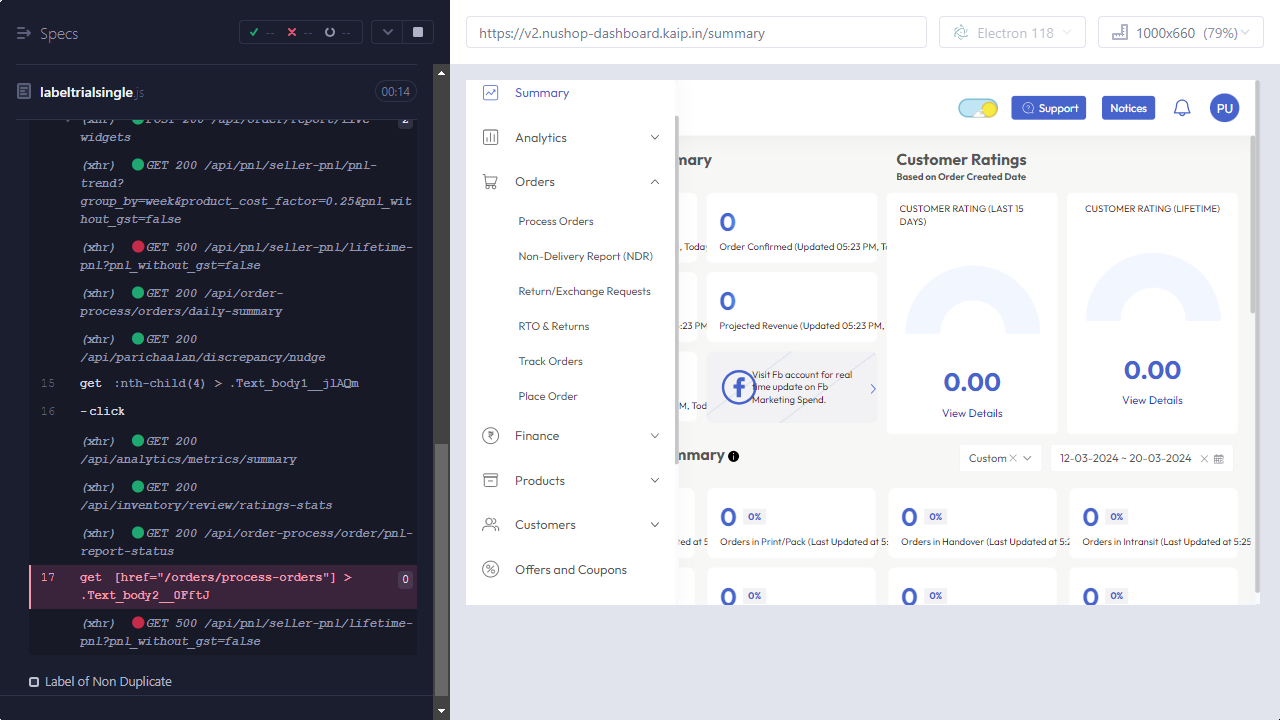 Specs
-- -- --
https://v2.nushop-dashboard.kaip.in/summary
Electron 118
1000x660 (79%)
labeltrialsingle.js
00:14
(xhr) POST 200 /api/order/report/live-widgets
2
(xhr) GET 200 /api/pnl/seller-pnl/pnl-
trend?
group_by=week&product_cost_factor=0.25&pnl_wit
hout_gst=false
(xhr) GET 500 /api/pnl/seller-pnl/lifetime-
pnl?pnl_without_gst=false
(xhr) GET 200 /api/order-
process/orders/daily-summary
(xhr) GET 200
/api/parichaalan/discrepancy/nudge
15 get :nth-child(4) > .Text_body1__jlAQm
16 -click
(xhr) GET 200
/api/analytics/metrics/summary
(xhr) GET 200
/api/inventory/review/ratings-stats
(xhr) GET 200 /api/order-process/order/pnl-
report-status
17 get [href="/orders/process-orders"] >
.Text_body2__0FftJ
0
(xhr) GET 500 /api/pnl/seller-pnl/lifetime-
pnl?pnl_without_gst=false
Label of Non Duplicate
Summary
Analytics
Orders
Process Orders
Non-Delivery Report (NDR)
Return/Exchange Requests
RTO & Returns
Track Orders
Place Order
Finance
Products
Customers
Offers and Coupons
Support
Notices
PU
mary
Customer Ratings
Based on Order Created Date
, Today
0
Order Confirmed (Updated 05:23 PM, T
:23 PM
0
Projected Revenue (Updated 05:23 PM,
M, Tod
Visit Fb account for real
time update on Fb
Marketing Spend.
CUSTOMER RATING (LAST 15
DAYS)
0.00
View Details
CUSTOMER RATING (LIFETIME)
0.00
View Details
mmary
Custom
12-03-2024 ~ 20-03-2024
ed at 5
0 0%
Orders in Print/Pack (Last Updated at 5:
0 0%
Orders in Handover (Last Updated at 5:2
0 0%
Orders in Intransit (Last Updated at 5:25
0 0%
0 0%
0 0%